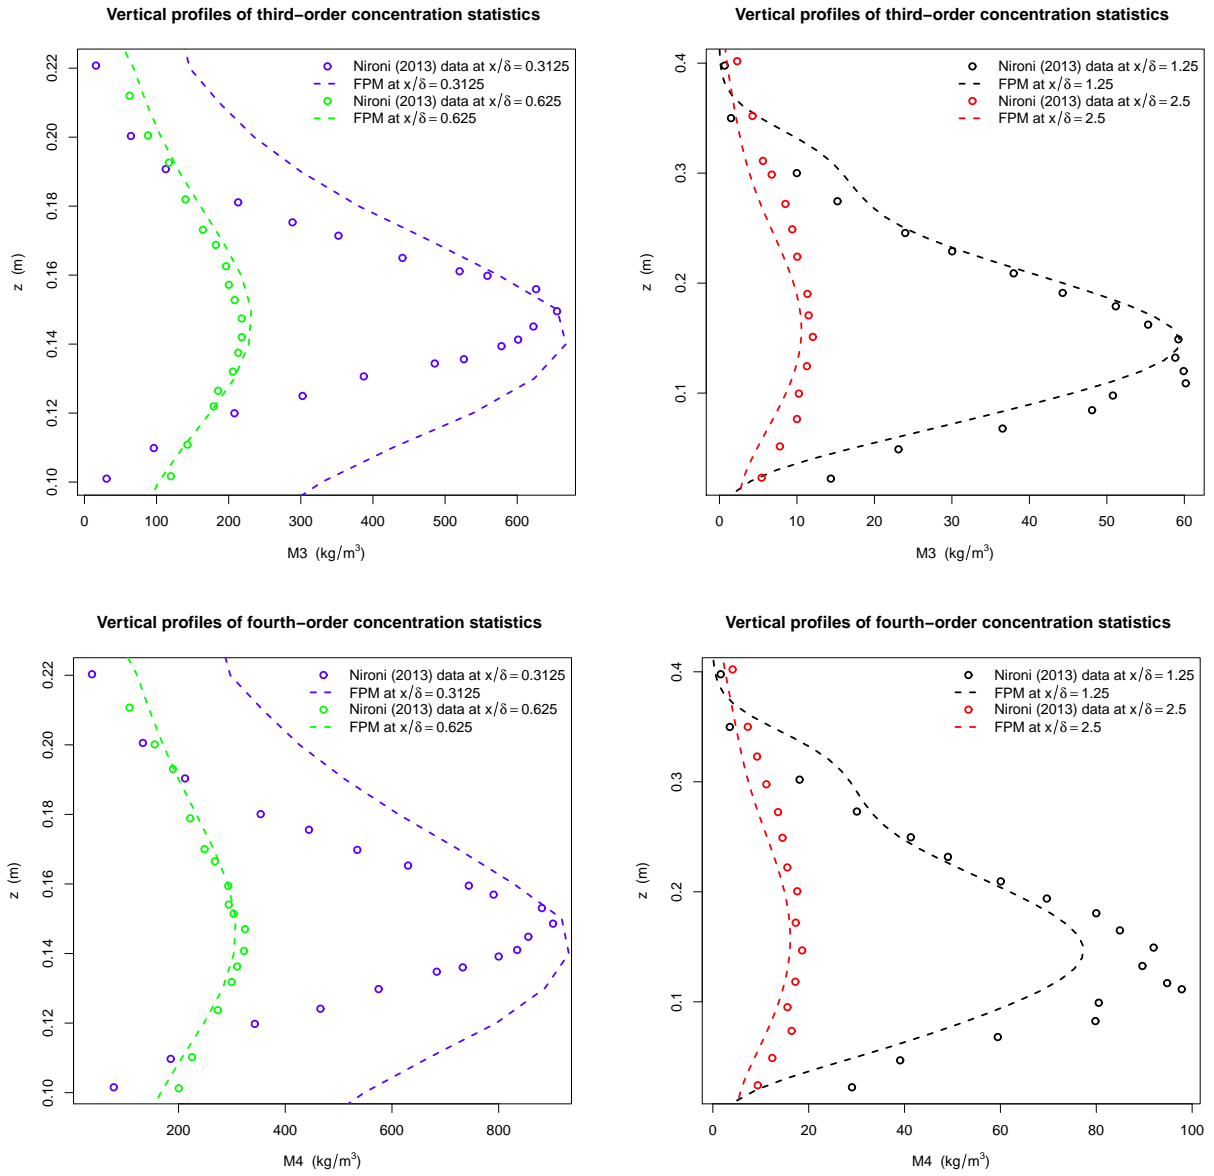 Vertical profiles of third−order concentration statistics
0.22
0.20
0.18
0.16
0.14
0.12
0.10
z (m)
Nironi (2013) data at x/δ = 0.3125
FPM at x/δ = 0.3125
Nironi (2013) data at x/δ = 0.625
FPM at x/δ = 0.625
0 100 200 300 400 500 600
M3 (kg/m³)
Vertical profiles of third−order concentration statistics
0.4
0.3
0.2
0.1
z (m)
Nironi (2013) data at x/δ = 1.25
FPM at x/δ = 1.25
Nironi (2013) data at x/δ = 2.5
FPM at x/δ = 2.5
0 10 20 30 40 50 60
M3 (kg/m³)
Vertical profiles of fourth−order concentration statistics
0.22
0.20
0.18
0.16
0.14
0.12
0.10
z (m)
Nironi (2013) data at x/δ = 0.3125
FPM at x/δ = 0.3125
Nironi (2013) data at x/δ = 0.625
FPM at x/δ = 0.625
200 400 600 800
M4 (kg/m³)
Vertical profiles of fourth−order concentration statistics
0.4
0.3
0.2
0.1
z (m)
Nironi (2013) data at x/δ = 1.25
FPM at x/δ = 1.25
Nironi (2013) data at x/δ = 2.5
FPM at x/δ = 2.5
0 20 40 60 80 100
M4 (kg/m³)